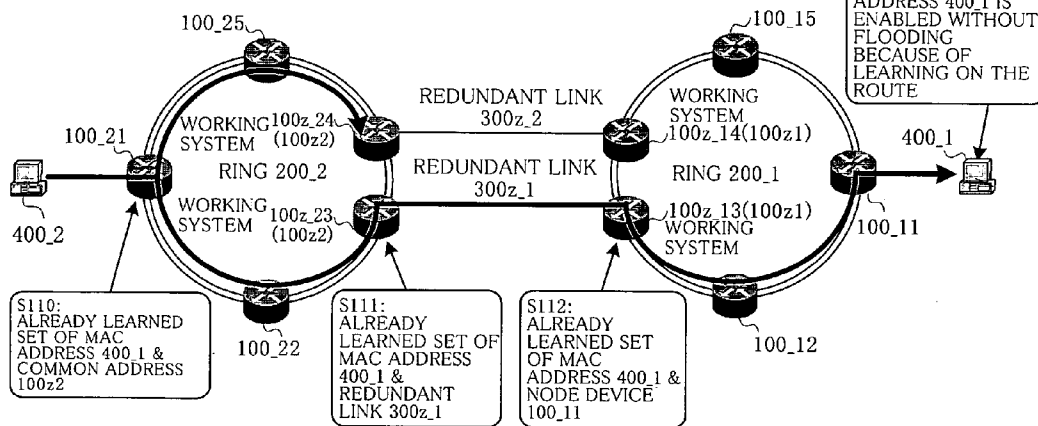 ADDRESS 400_1 IS
ENABLED WITHOUT
FLOODING
BECAUSE OF
LEARNING ON THE
ROUTE
100_25
100_15
REDUNDANT LINK
300z_2
WORKING
SYSTEM
100z_24
(100z2)
WORKING
SYSTEM
100z_14(100z1)
400_1
100_21
RING 200_2
REDUNDANT LINK
300z_1
RING 200_1
WORKING
SYSTEM
100z_23
(100z2)
100z_13(100z1)
WORKING
SYSTEM
100_11
400_2
S110:
ALREADY LEARNED
SET OF MAC
ADDRESS 400_1 &
COMMON ADDRESS
100z2
100_22
S111:
ALREADY
LEARNED SET OF
MAC ADDRESS
400_1 &
REDUNDANT
LINK 300z_1
S112:
ALREADY
LEARNED SET
OF MAC
ADDRESS 400_1 &
NODE DEVICE
100_11
100_12